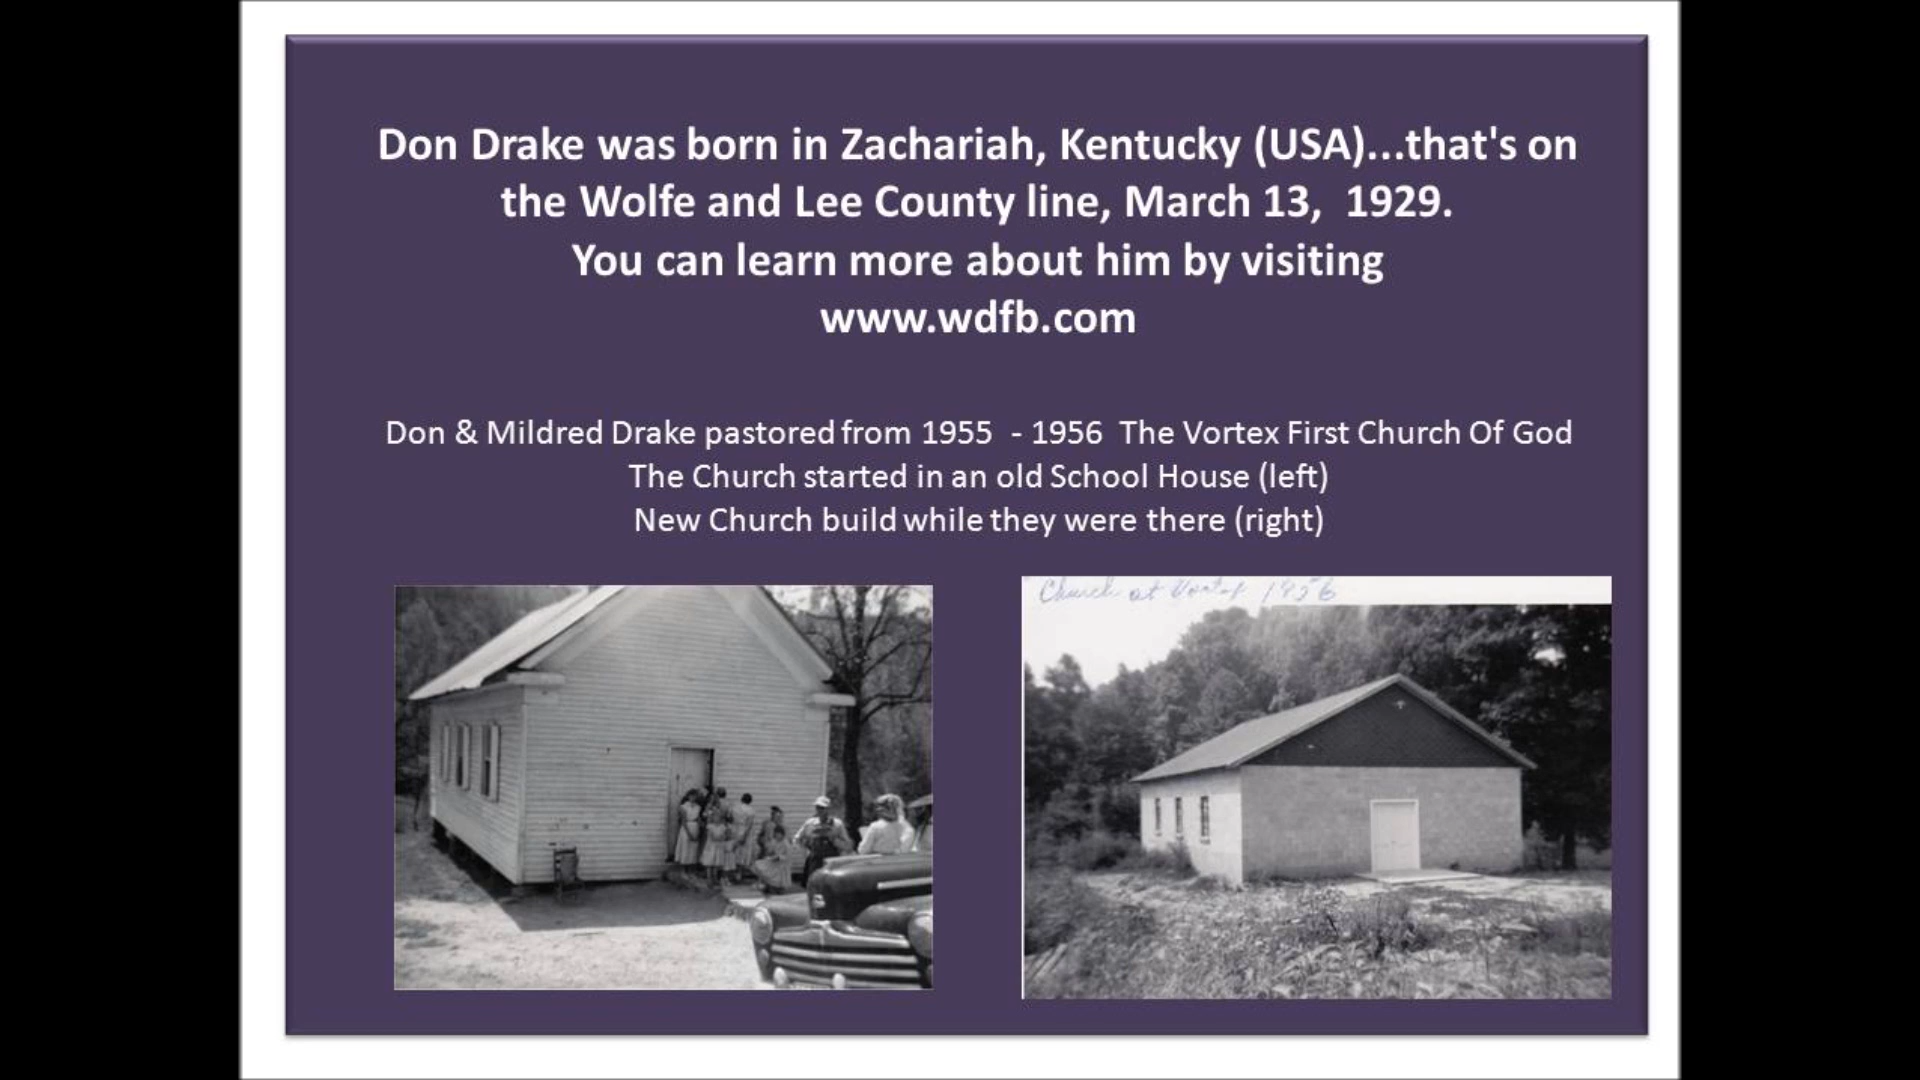 Don Drake was born in Zachariah, Kentucky (USA)...that's on
the Wolfe and Lee County line, March 13,  1929.
You can learn more about him by visiting
www.wdfb.com
Don & Mildred Drake pastored from 1955  - 1956  The Vortex First Church Of God
The Church started in an old School House (left)
New Church build while they were there (right)
Church at Vortex 1956